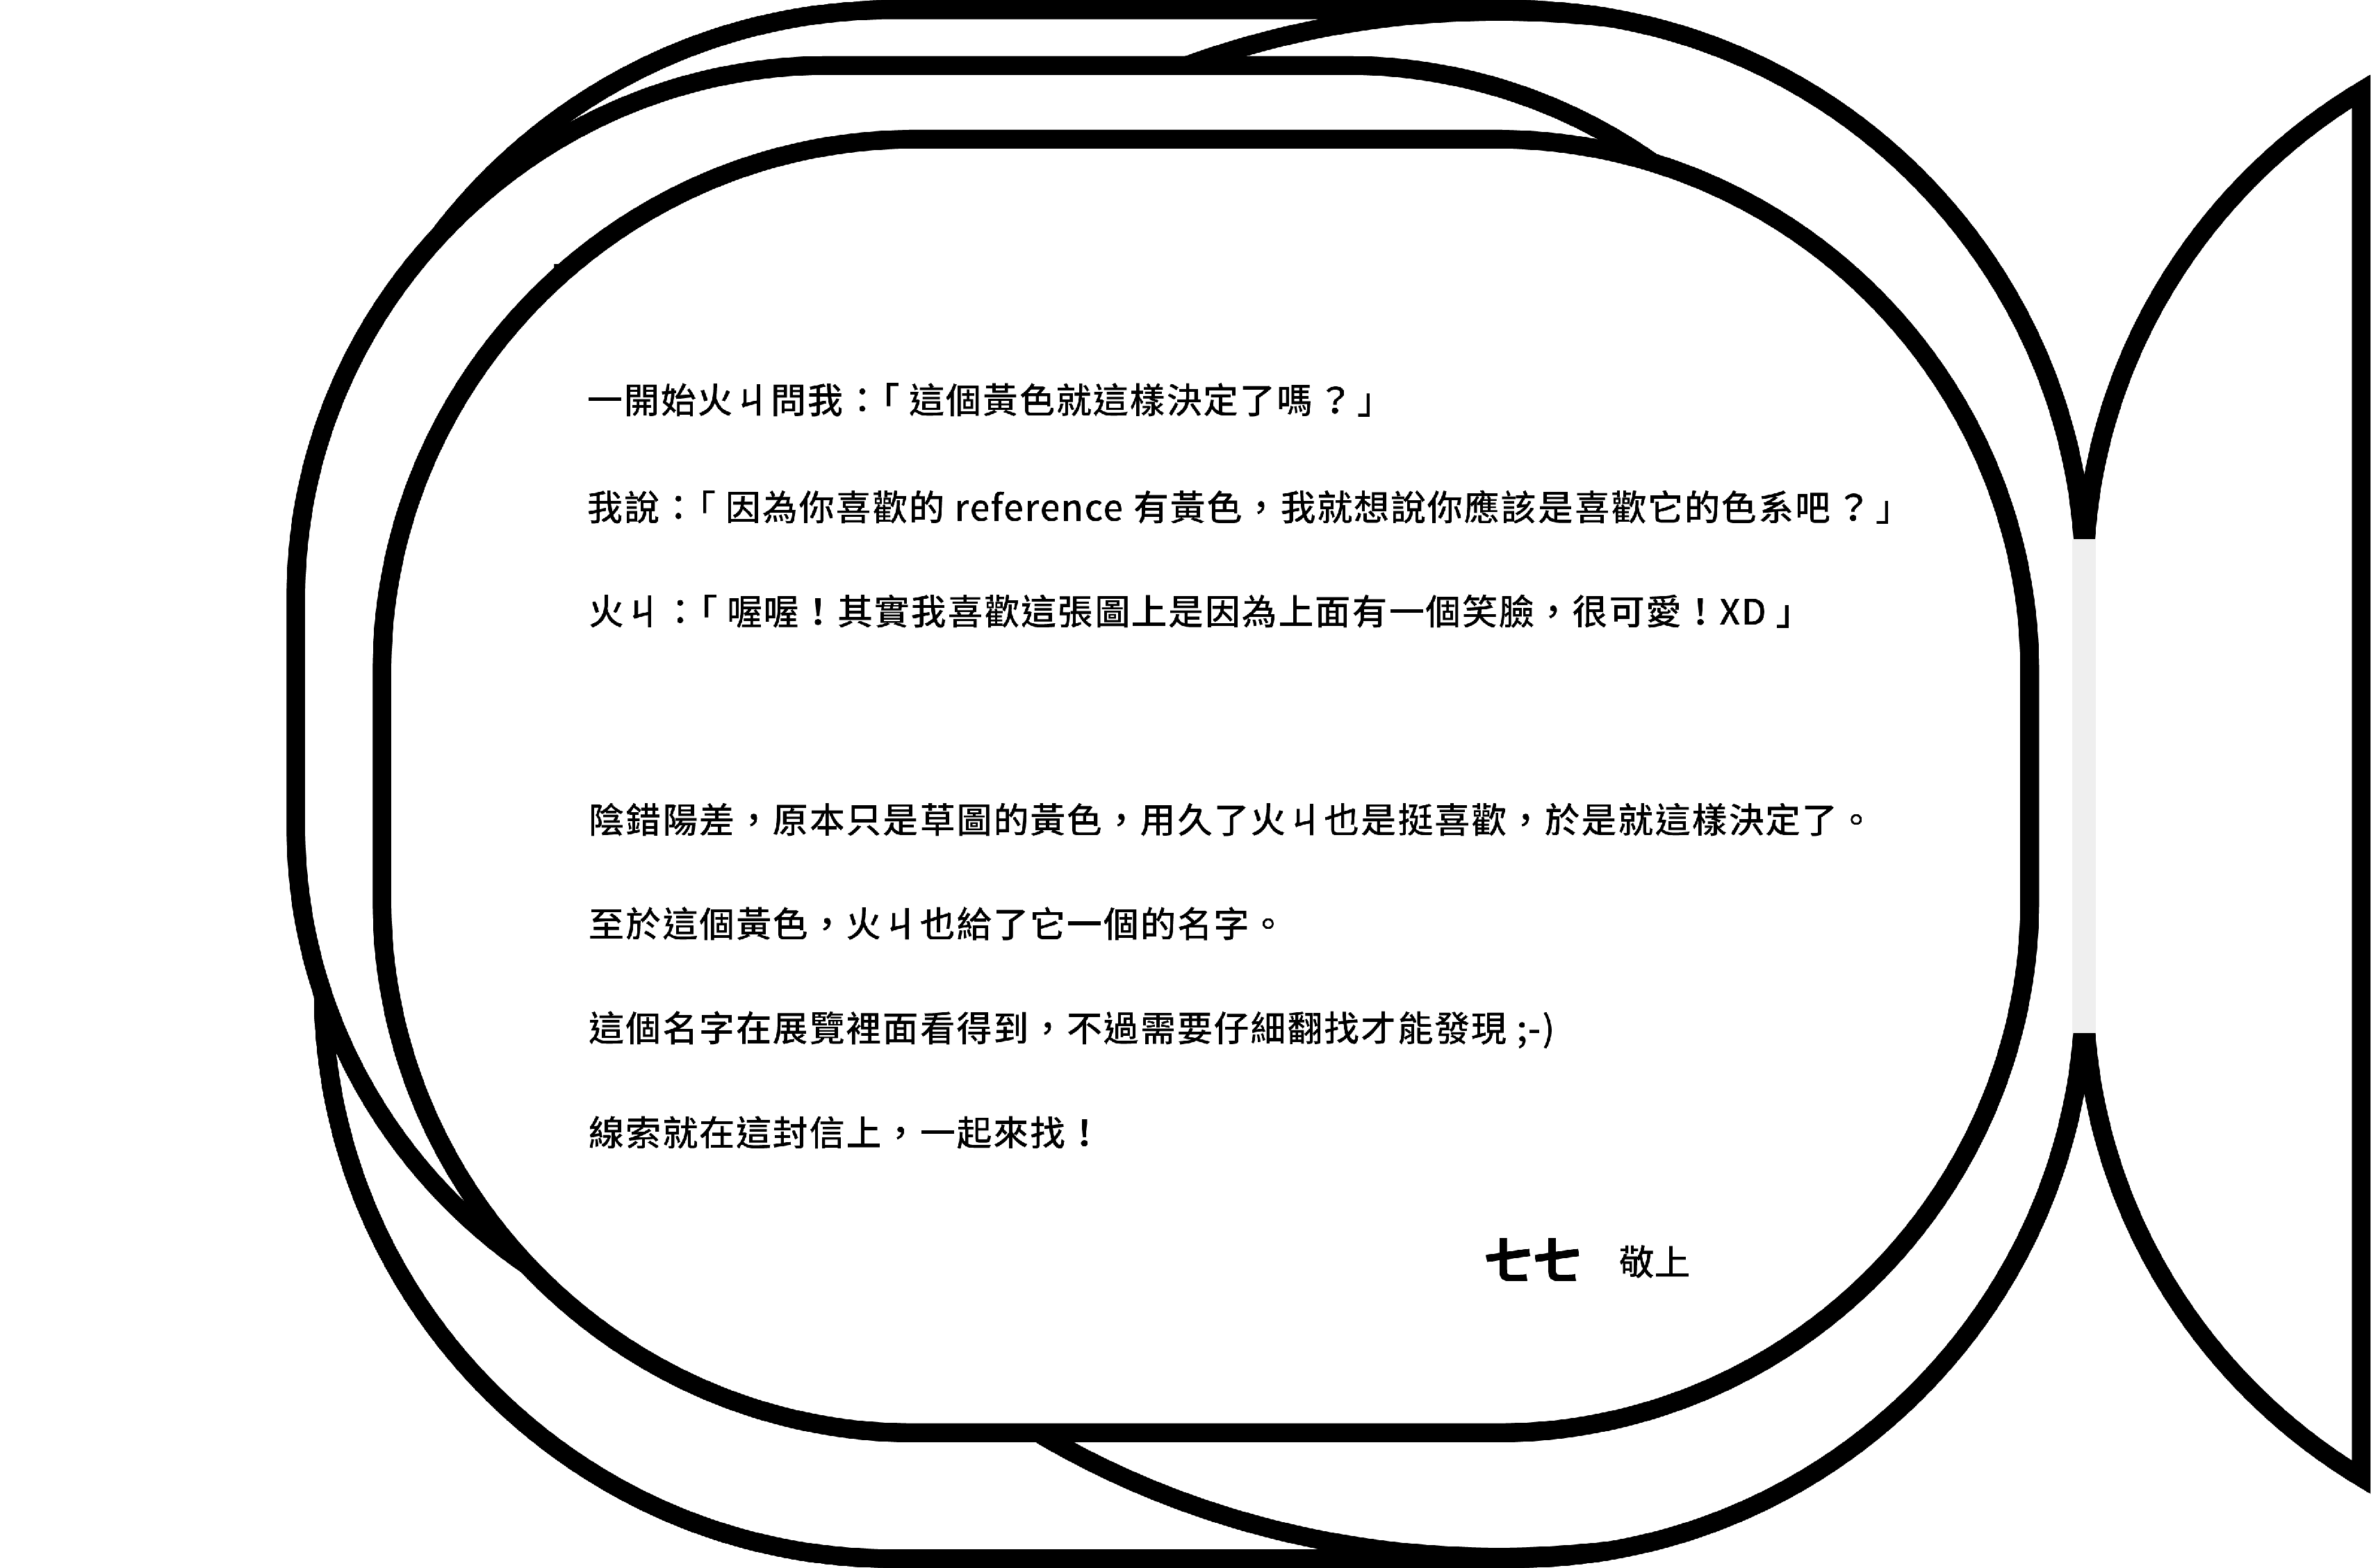 一開始火ㄐ問我：「這個黃色就這樣決定了嗎？」
我說：「因為你喜歡的 reference 有黃色，我就想說你應該是喜歡它的色系吧？」
火ㄐ：「喔喔！其實我喜歡這張圖上是因為上面有一個笑臉，很可愛！XD」
陰錯陽差，原本只是草圖的黃色，用久了火ㄐ也是挺喜歡，於是就這樣決定了。
至於這個黃色，火ㄐ也給了它一個的名字。
這個名字在展覽裡面看得到，不過需要仔細翻找才能發現 ;-)
線索就在這封信上，一起來找！
七七 敬上